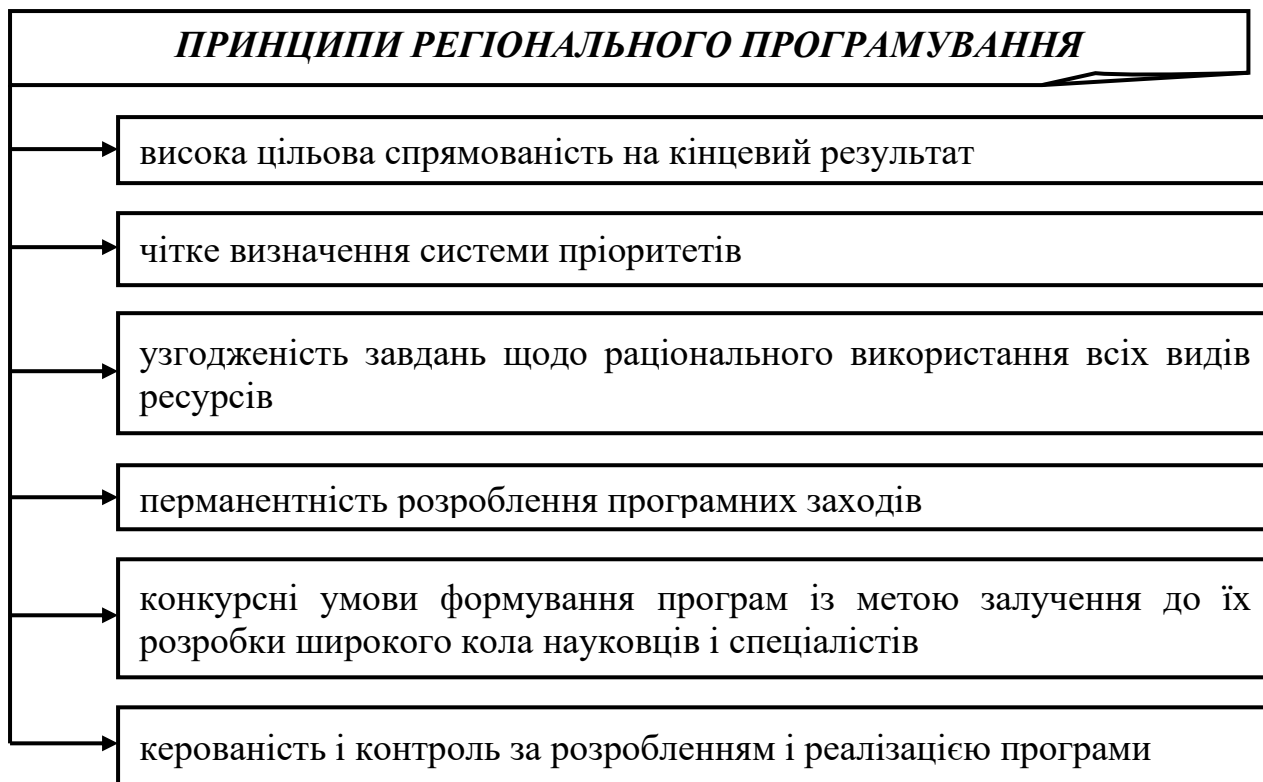 ПРИНЦИПИ РЕГІОНАЛЬНОГО ПРОГРАМУВАННЯ
висока цільова спрямованість на кінцевий результат
чітке визначення системи пріоритетів
узгодженість завдань щодо раціонального використання всіх видів
ресурсів
перманентність розроблення програмних заходів
конкурсні умови формування програм із метою залучення до їх
розробки широкого кола науковців і спеціалістів
керованість і контроль за розробленням і реалізацією програми